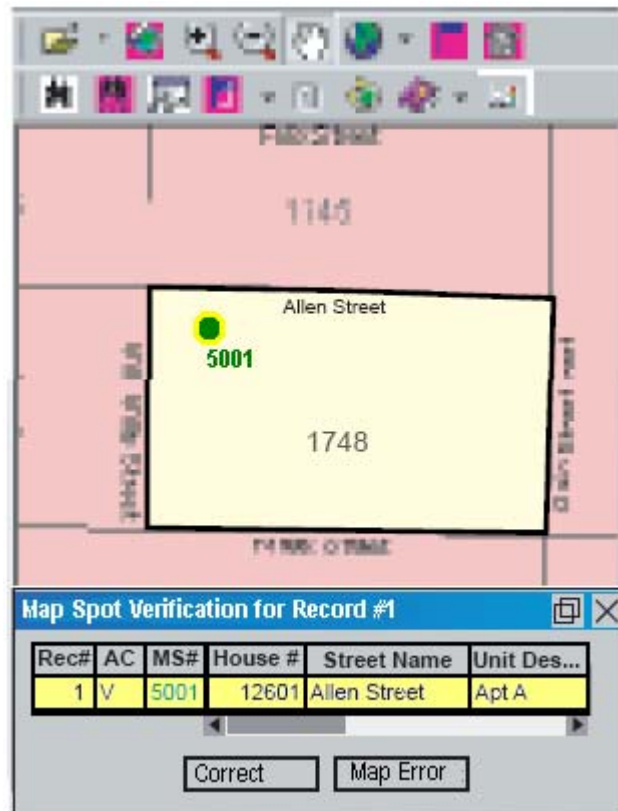 1146
Allen Street
5001
1748
Map Spot Verification for Record #1
Rec# AC MS# House # Street Name Unit Des...
1 V 5001 12601 Allen Street Apt A
Correct Map Error